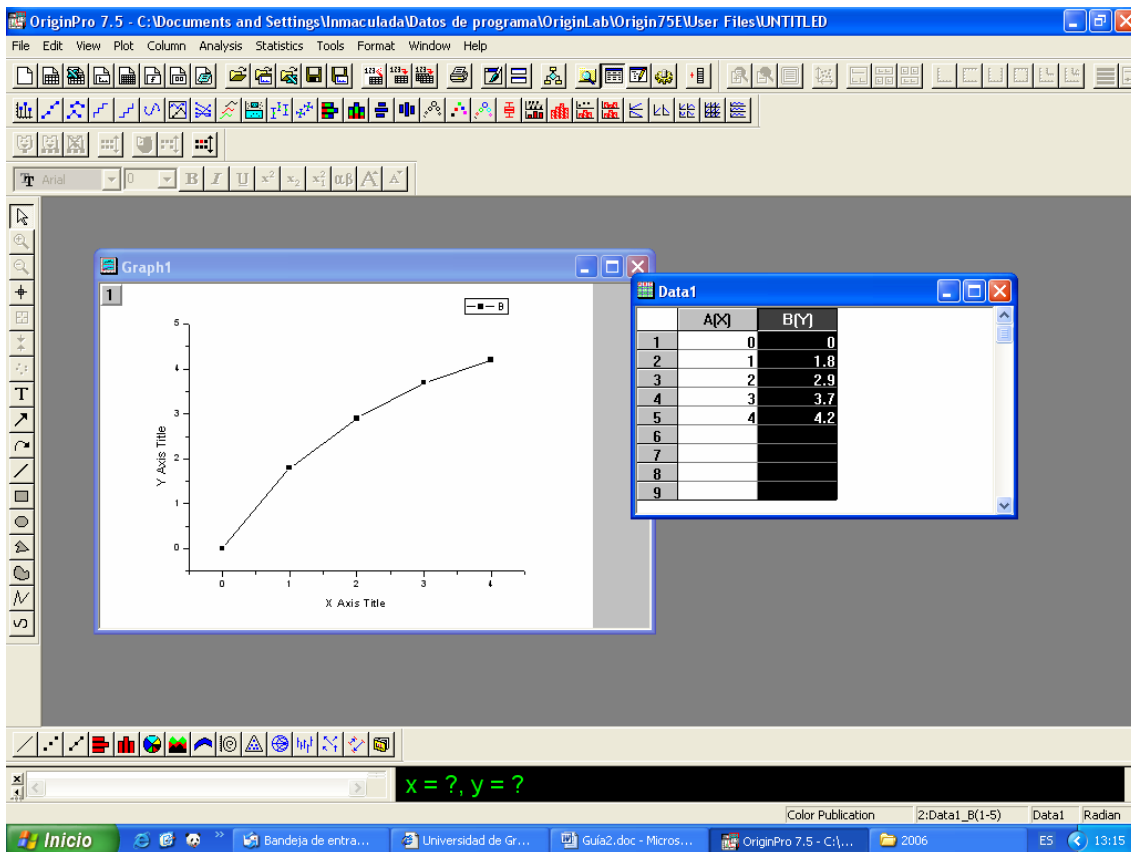 OriginPro 7.5 - C:\Documents and Settings\Inmaculada\Datos de programa\OriginLab\Origin75E\User Files\UNTITLED
File Edit View Plot Column Analysis Statistics Tools Format Window Help
Arial 0 B I U x² x₂ x₁² αβ A A
Graph1
1
B
5
4
3
2
1
0
Y Axis Title
0 1 2 3 4
X Axis Title
Data1
A(X) B(Y)
1 0 0
2 1 1.8
3 2 2.9
4 3 3.7
5 4 4.2
6
7
8
9
T
x = ?, y = ?
Color Publication 2:Data1_B(1-5) Data1 Radian
Inicio » Bandeja de entra... Universidad de Gr... Guía2.doc - Micros... OriginPro 7.5 - C:\... 2006 ES 13:15